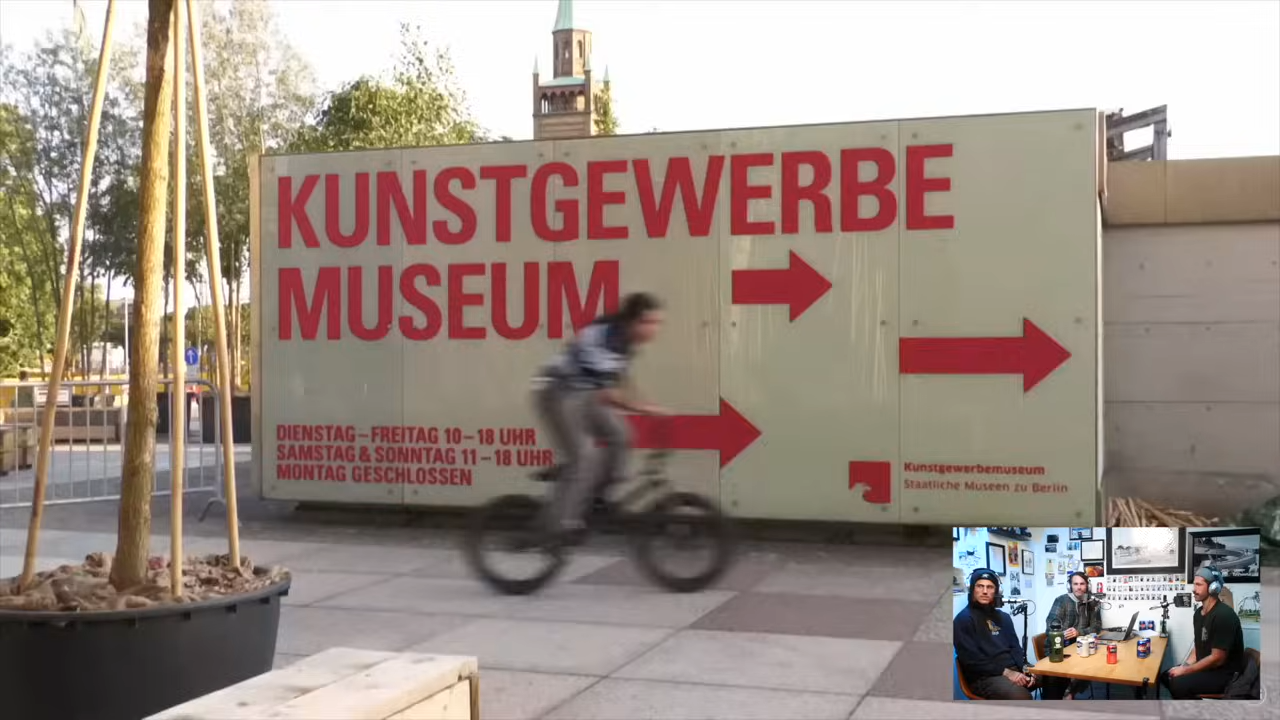 KUNSTGEWERBE
MUSEUM
DIENSTAG – FREITAG 10 – 18 UHR
SAMSTAG & SONNTAG 11 – 18 UHR
MONTAG GESCHLOSSEN
Kunstgewerbemuseum
Staatliche Museen zu Berlin